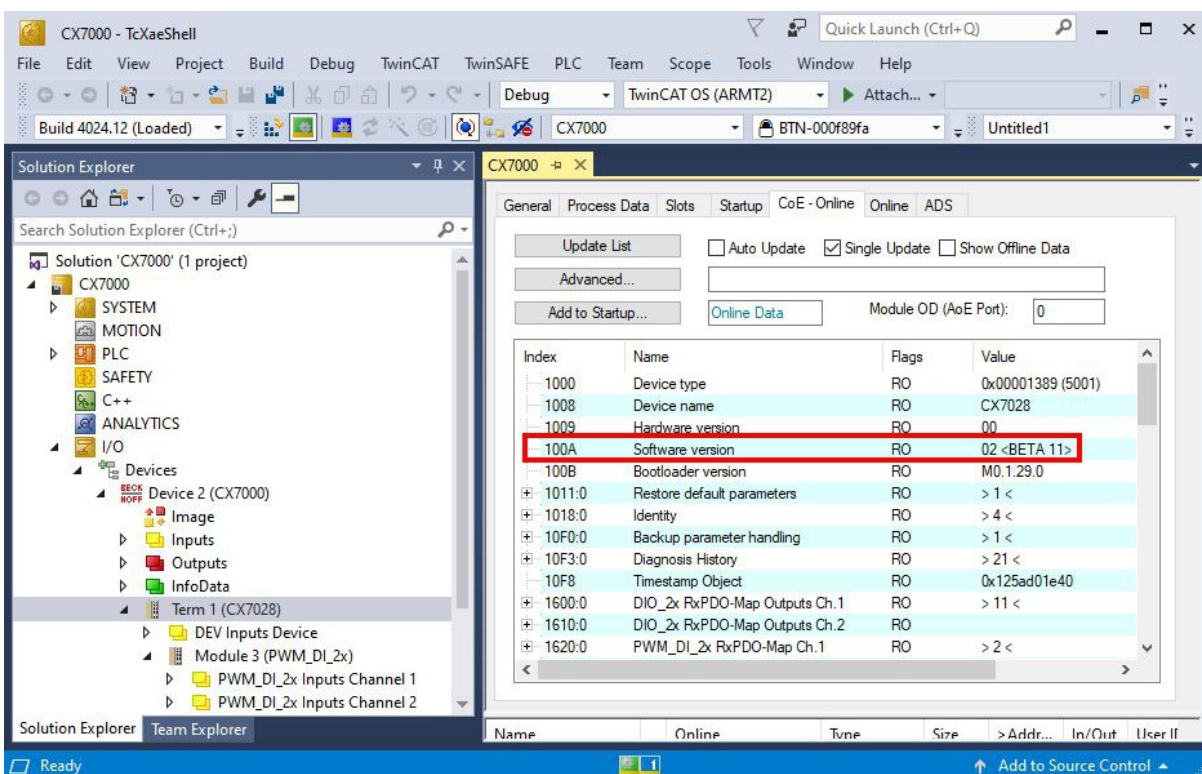 CX7000 - TcXaeShell
Quick Launch (Ctrl+Q)
File Edit View Project Build Debug TwinCAT TwinSAFE PLC Team Scope Tools Window Help
Debug TwinCAT OS (ARMT2) Attach...
Build 4024.12 (Loaded) CX7000 BTN-000f89fa Untitled1
Solution Explorer
Search Solution Explorer (Ctrl+;)
Solution 'CX7000' (1 project)
CX7000
SYSTEM
MOTION
PLC
SAFETY
C++
ANALYTICS
I/O
Devices
BECK HOFF Device 2 (CX7000)
Image
Inputs
Outputs
InfoData
Term 1 (CX7028)
DEV Inputs Device
Module 3 (PWM_DI_2x)
PWM_DI_2x Inputs Channel 1
PWM_DI_2x Inputs Channel 2
Solution Explorer Team Explorer
CX7000
General Process Data Slots Startup CoE - Online Online ADS
Update List Auto Update Single Update Show Offline Data
Advanced...
Add to Startup... Online Data Module OD (AoE Port): 0
Index Name Flags Value
1000 Device type RO 0x00001389 (5001)
1008 Device name RO CX7028
1009 Hardware version RO 00
100A Software version RO 02 <BETA 11>
100B Bootloader version RO M0.1.29.0
1011:0 Restore default parameters RO > 1 <
1018:0 Identity RO > 4 <
10F0:0 Backup parameter handling RO > 1 <
10F3:0 Diagnosis History RO > 21 <
10F8 Timestamp Object RO 0x125ad01e40
1600:0 DIO_2x RxPDO-Map Outputs Ch.1 RO > 11 <
1610:0 DIO_2x RxPDO-Map Outputs Ch.2 RO
1620:0 PWM_DI_2x RxPDO-Map Ch.1 RO > 2 <
Name Online Type Size >Addr... In/Out User If
Ready 1 Add to Source Control